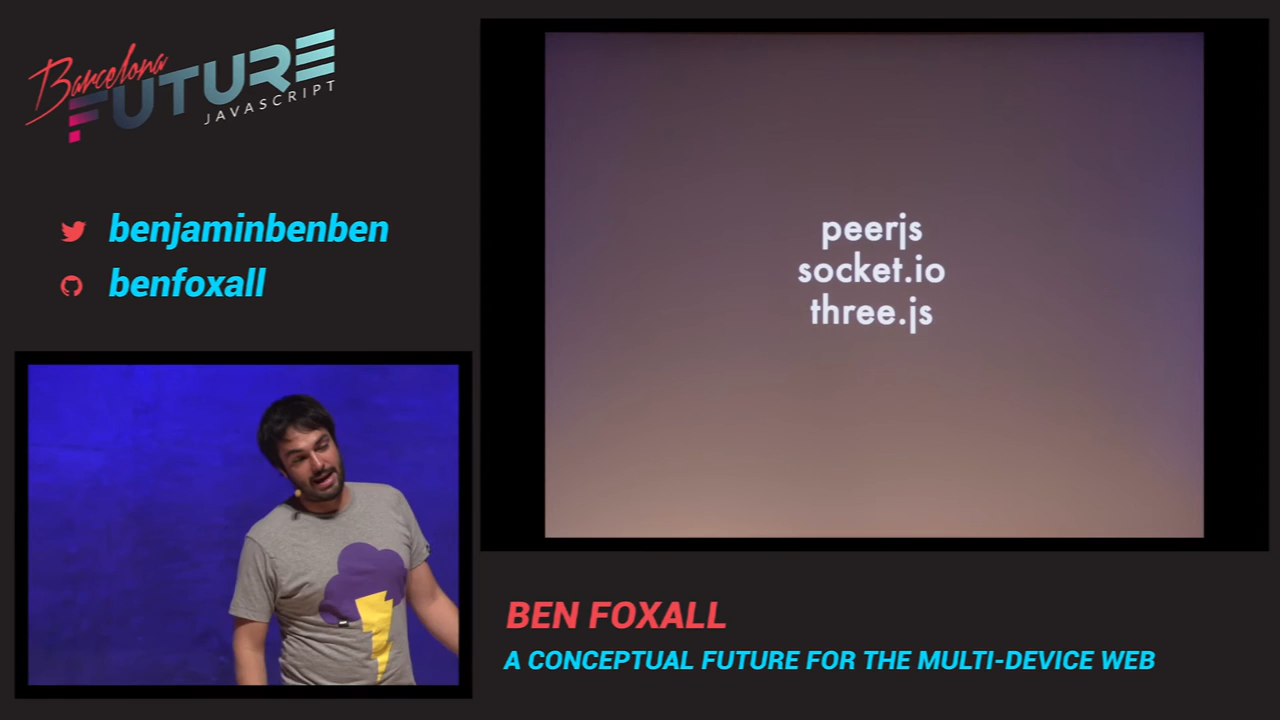 Barcelona
FUTURE
JAVASCRIPT
benjaminbenben
benfoxall
peerjs
socket.io
three.js
BEN FOXALL
A CONCEPTUAL FUTURE FOR THE MULTI-DEVICE WEB